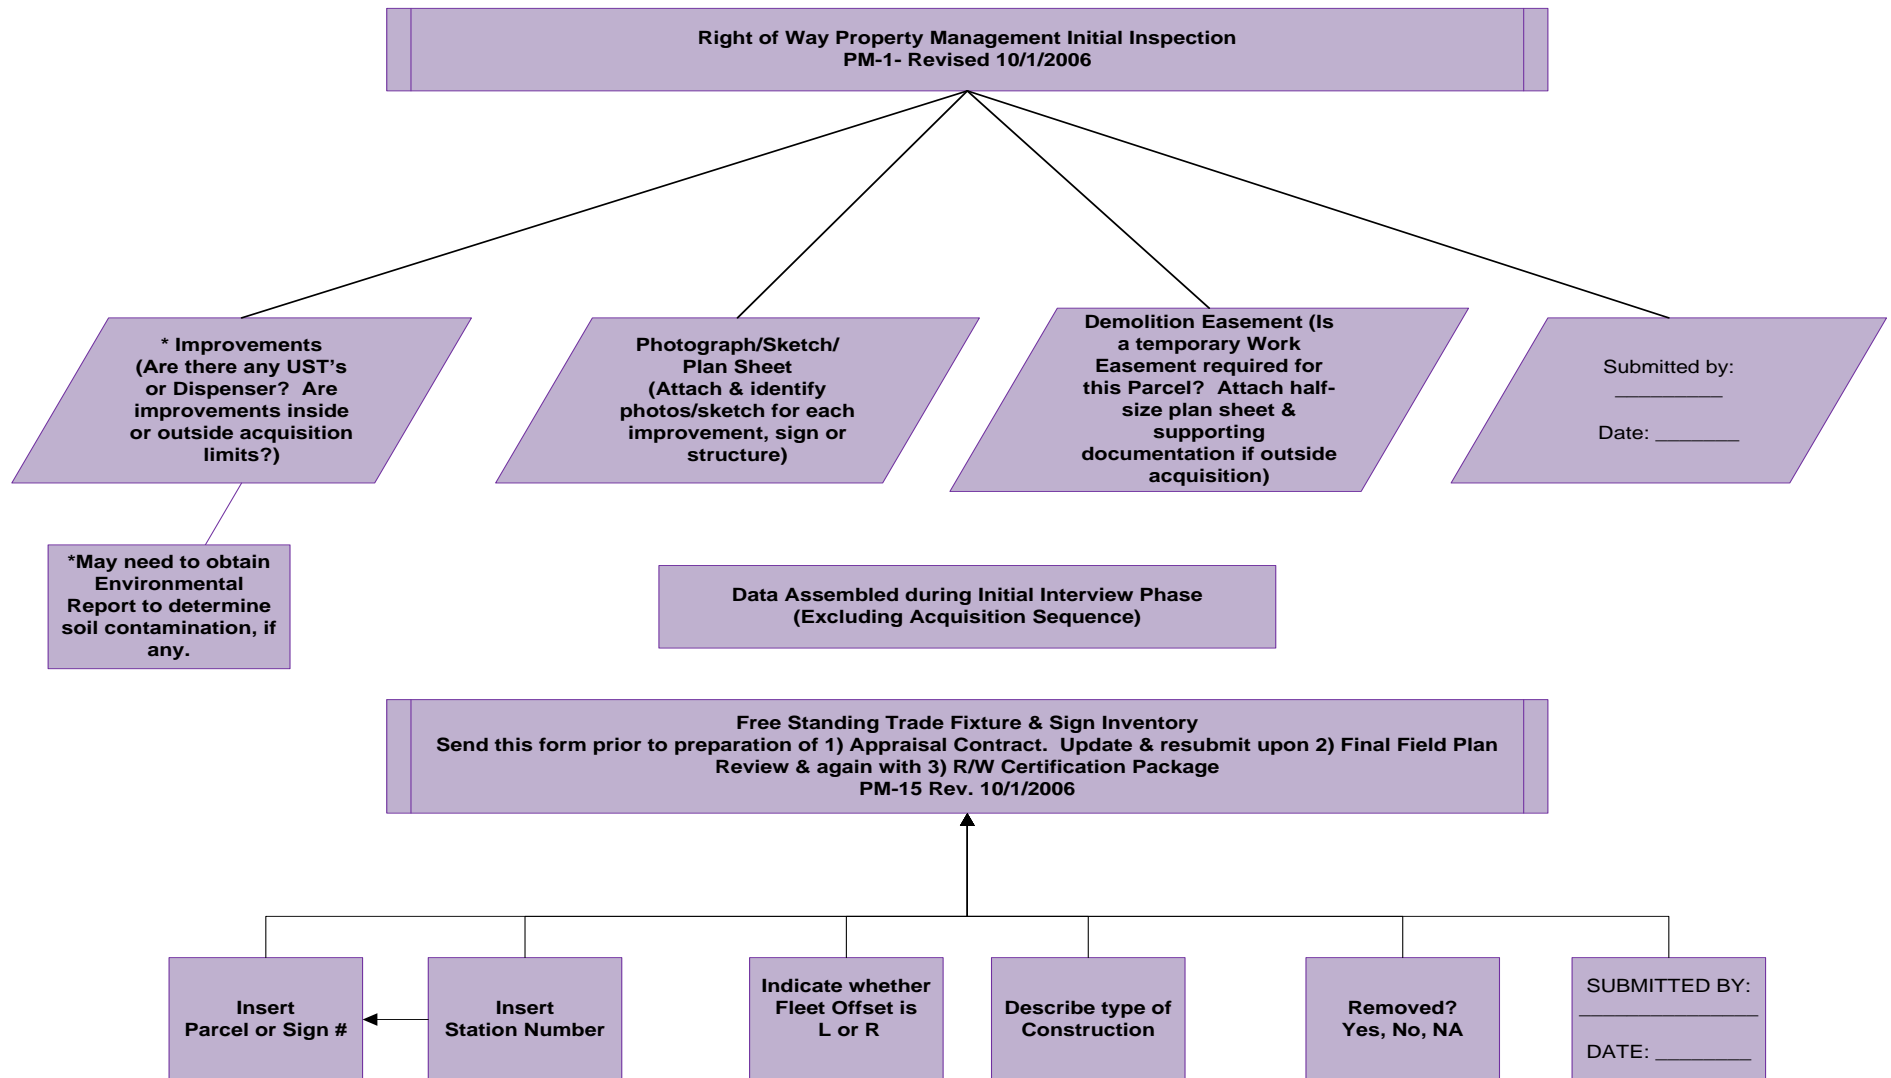 Right of Way Property Management Initial Inspection
PM-1- Revised 10/1/2006
* Improvements
(Are there any UST's
or Dispenser?  Are
improvements inside
or outside acquisition
limits?)
Photograph/Sketch/
Plan Sheet
(Attach & identify
photos/sketch for each
improvement, sign or
structure)
Demolition Easement (Is
a temporary Work
Easement required for
this Parcel?  Attach half-
size plan sheet &
supporting
documentation if outside
acquisition)
Submitted by:
__________
Date: _______
*May need to obtain
Environmental
Report to determine
soil contamination, if
any.
Data Assembled during Initial Interview Phase
(Excluding Acquisition Sequence)
Free Standing Trade Fixture & Sign Inventory
Send this form prior to preparation of 1) Appraisal Contract.  Update & resubmit upon 2) Final Field Plan
Review & again with 3) R/W Certification Package
PM-15 Rev. 10/1/2006
Insert
Parcel or Sign #
Insert
Station Number
Indicate whether
Fleet Offset is
L or R
Describe type of
Construction
Removed?
Yes, No, NA
SUBMITTED BY:
_______________
DATE: ________